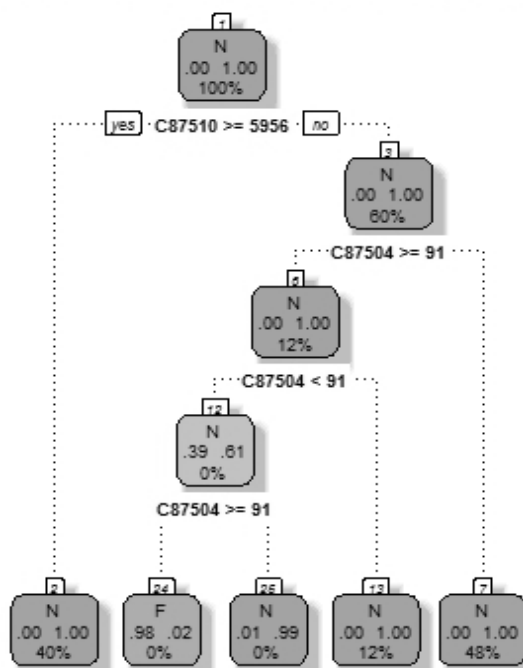 1
N
.00 1.00
100%
yes C87510 >= 5956 no
3
N
.00 1.00
60%
C87504 >= 91
6
N
.00 1.00
12%
C87504 < 91
12
N
.39 .61
0%
C87504 >= 91
2
N
.00 1.00
40%
24
F
.98 .02
0%
25
N
.01 .99
0%
13
N
.00 1.00
12%
7
N
.00 1.00
48%